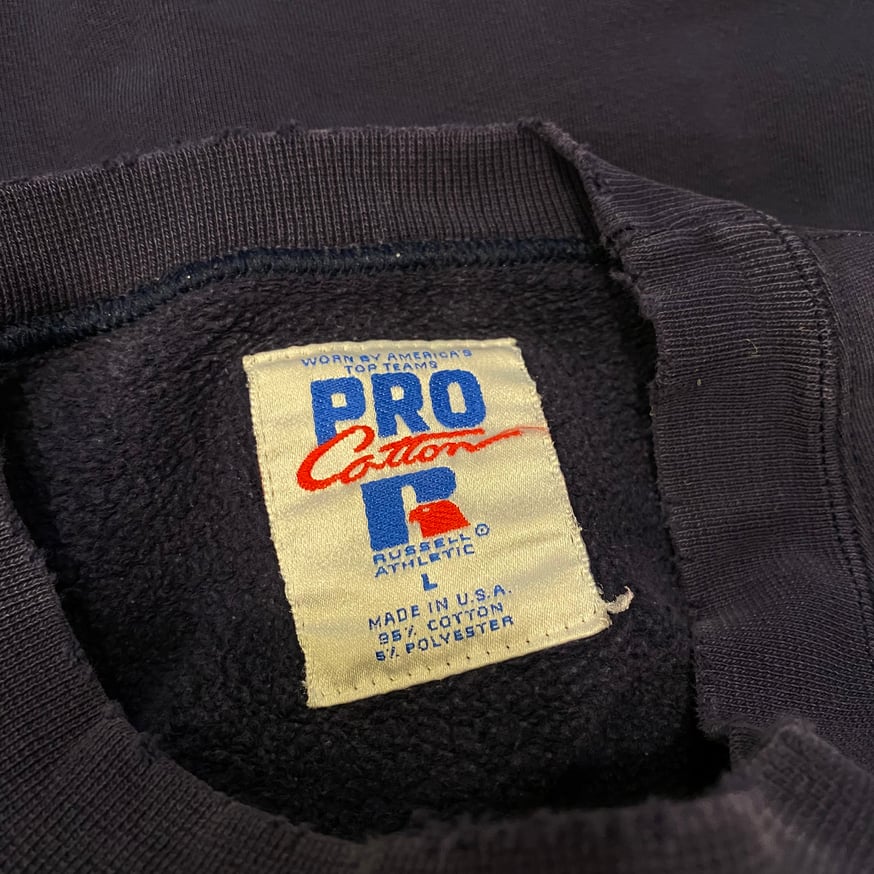 WORN BY AMERICA'S
TOP TEAMS
PRO
Cotton
R
RUSSELL ®
ATHLETIC
L
MADE IN U.S.A.
95% COTTON
5% POLYESTER